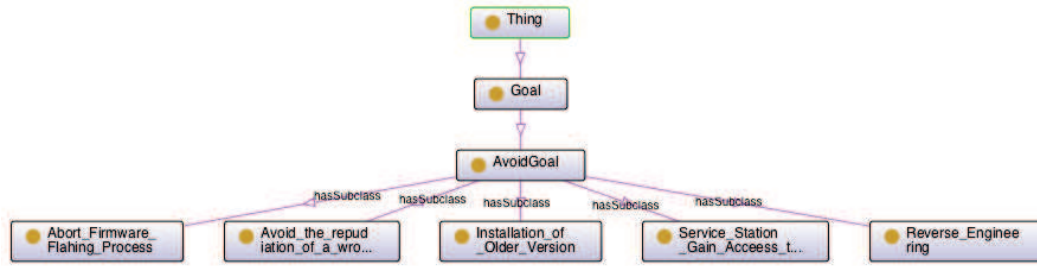 Thing
Goal
AvoidGoal
hasSubclass
hasSubclass
hasSubclass
hasSubclass
hasSubclass
Abort_Firmware_
Flahing_Process
Avoid_the_repud
iation_of_a_wro...
Installation_of
_Older_Version
Service_Station
_Gain_Acceess_t...
Reverse_Enginee
ring